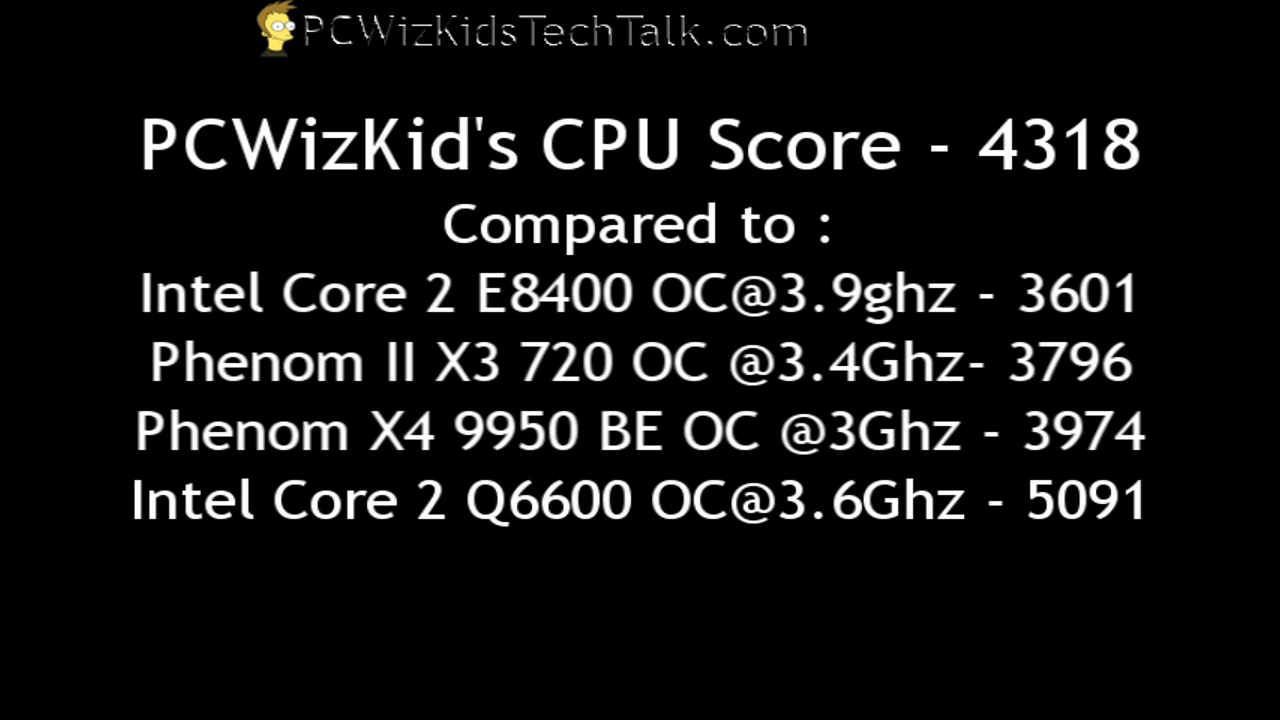 PCWizKidsTechTalk.com
PCWizKid's CPU Score - 4318
Compared to :
Intel Core 2 E8400 OC@3.9ghz - 3601
Phenom II X3 720 OC @3.4Ghz- 3796
Phenom X4 9950 BE OC @3Ghz - 3974
Intel Core 2 Q6600 OC@3.6Ghz - 5091